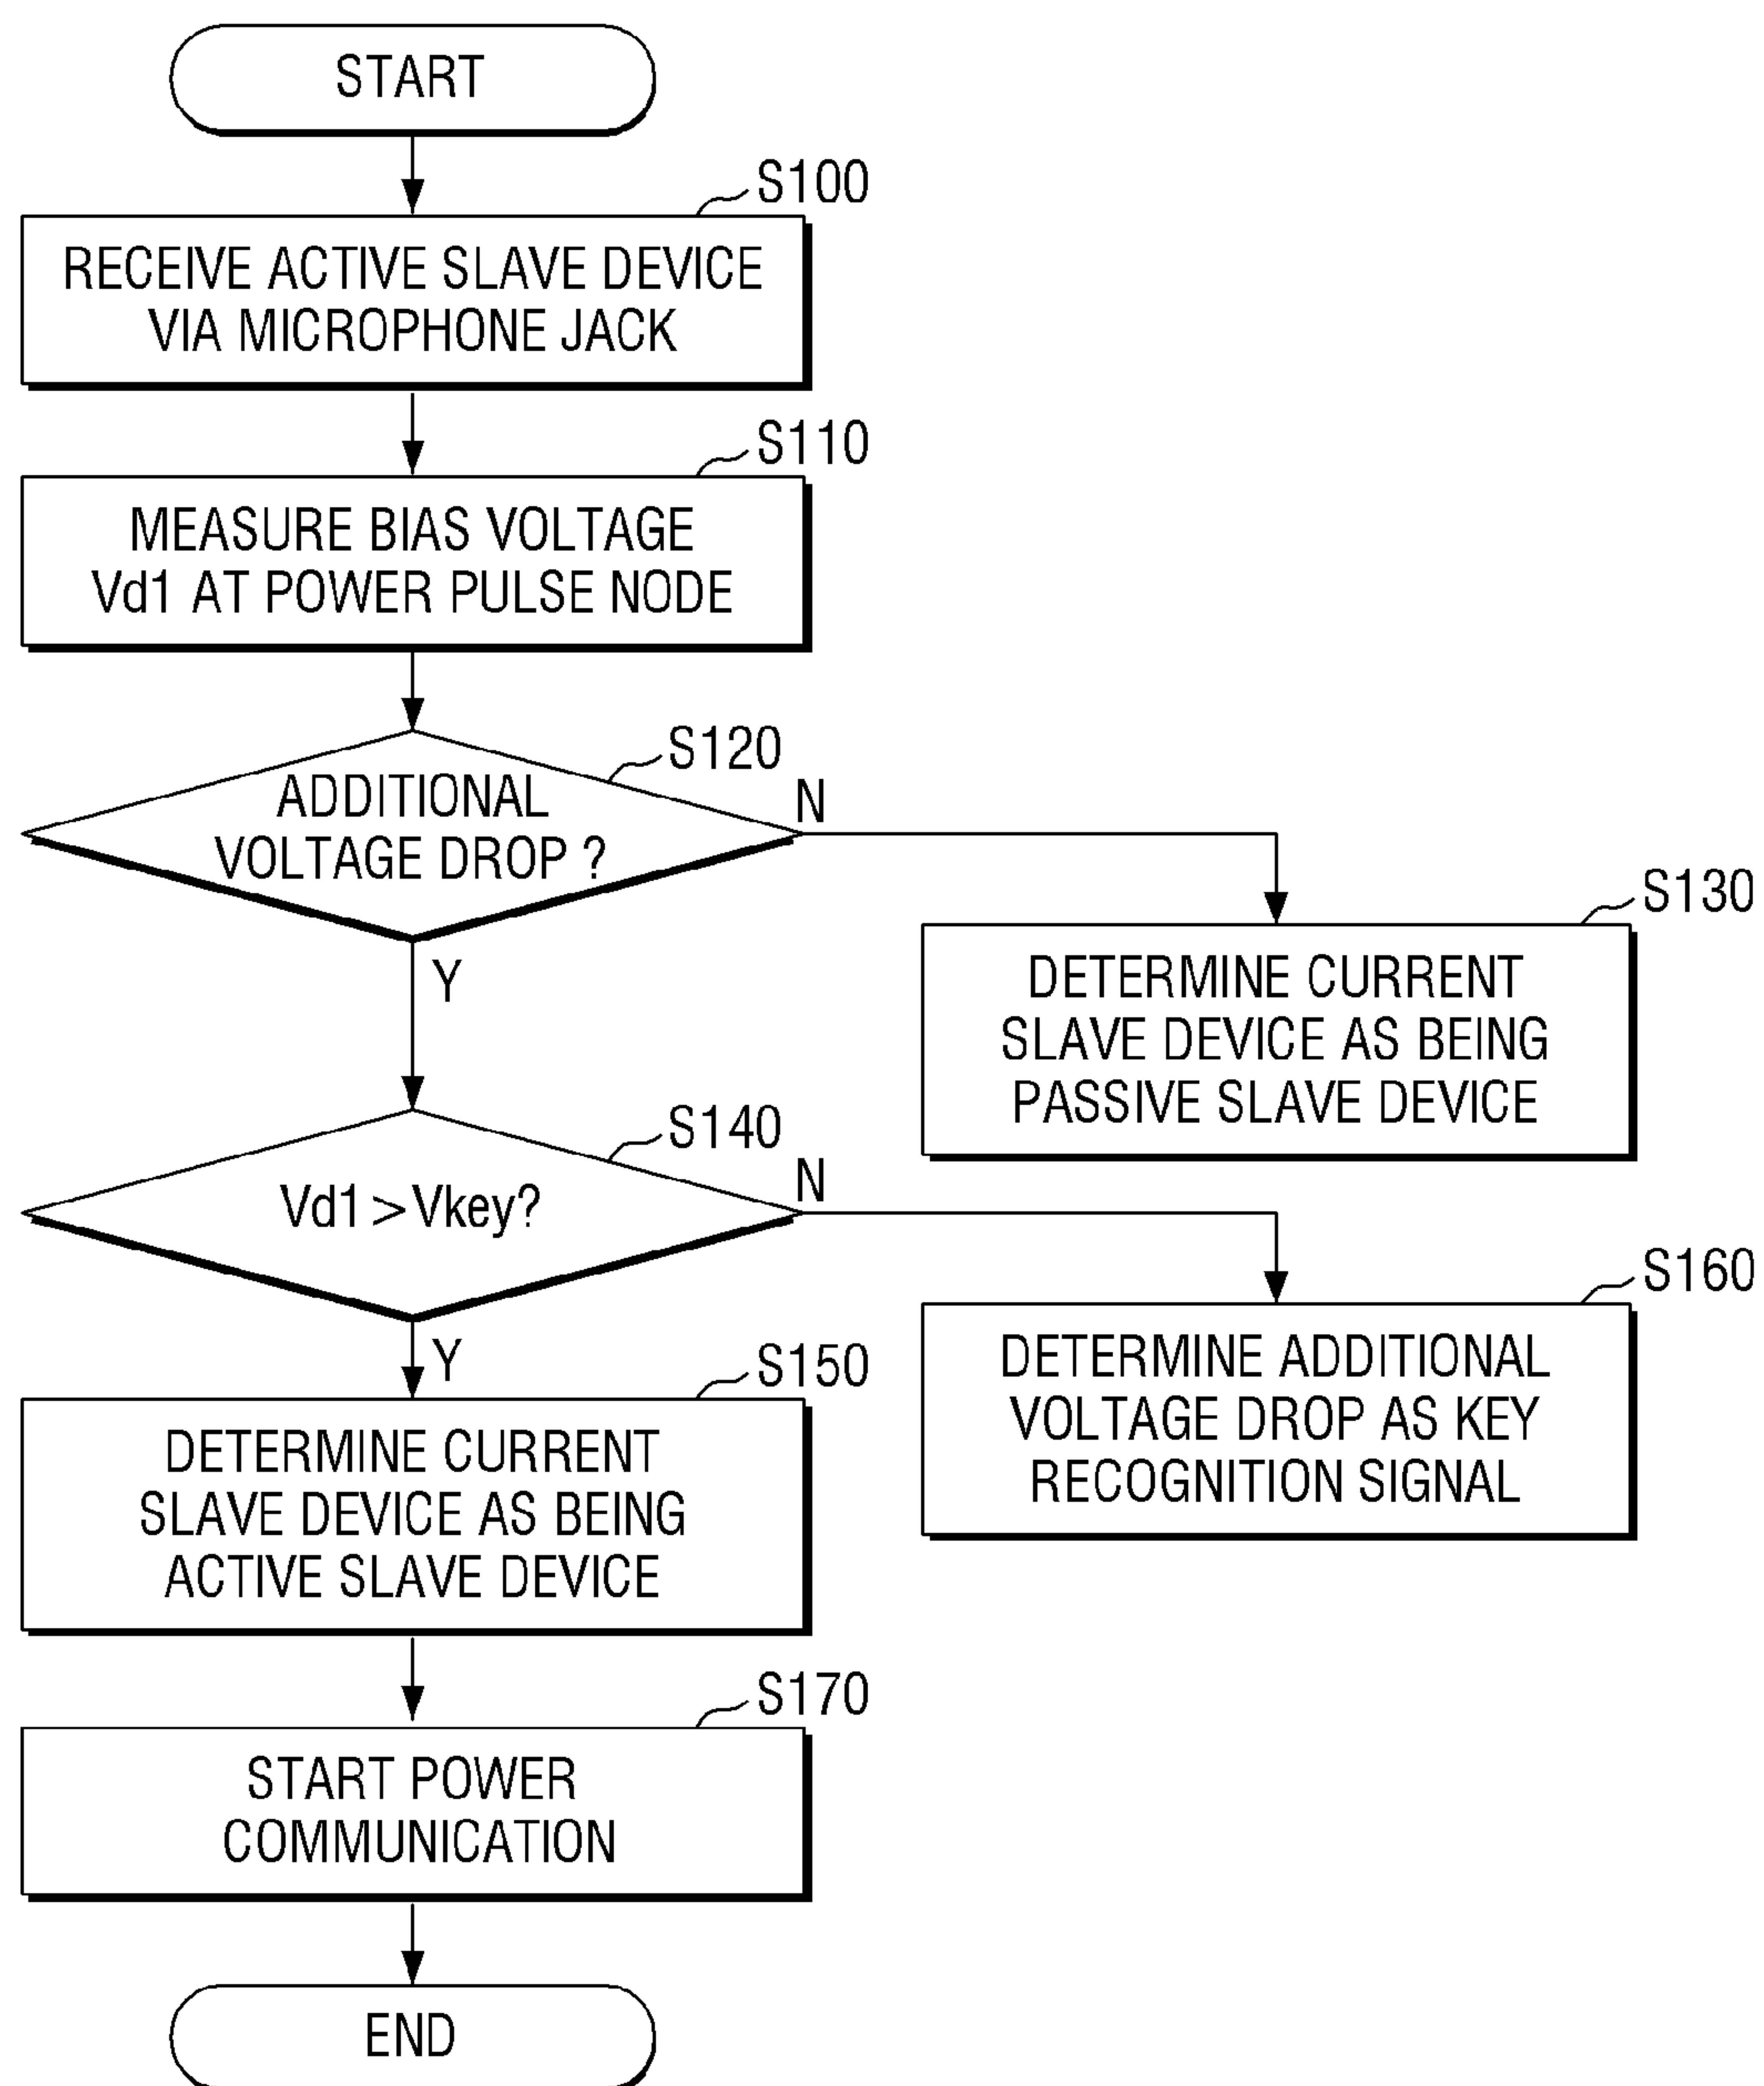 START
S100
RECEIVE ACTIVE SLAVE DEVICE
VIA MICROPHONE JACK
S110
MEASURE BIAS VOLTAGE
Vd1 AT POWER PULSE NODE
S120
ADDITIONAL
VOLTAGE DROP ?
N
Y
S130
DETERMINE CURRENT
SLAVE DEVICE AS BEING
PASSIVE SLAVE DEVICE
S140
Vd1 > Vkey?
N
Y
S160
DETERMINE ADDITIONAL
VOLTAGE DROP AS KEY
RECOGNITION SIGNAL
S150
DETERMINE CURRENT
SLAVE DEVICE AS BEING
ACTIVE SLAVE DEVICE
S170
START POWER
COMMUNICATION
END